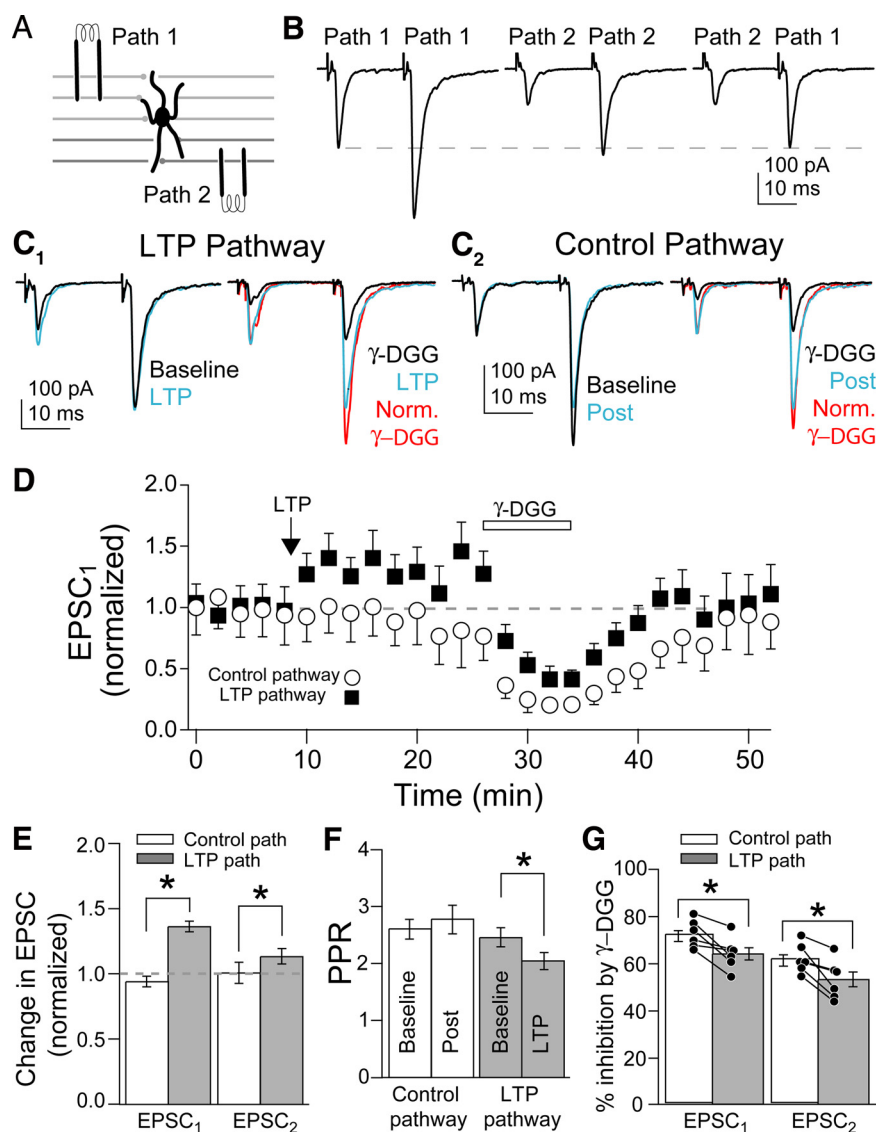 A
Path 1
Path 2
B
Path 1 Path 1 Path 2 Path 2 Path 2 Path 1
100 pA
10 ms
C1
LTP Pathway
Baseline
LTP
γ-DGG
LTP
Norm.
γ–DGG
100 pA
10 ms
C2
Control Pathway
Baseline
Post
γ-DGG
Post
Norm.
γ–DGG
100 pA
10 ms
D
EPSC1
(normalized)
2.0
1.5
1.0
0.5
0.0
LTP
γ-DGG
Control pathway
LTP pathway
0 10 20 30 40 50
Time (min)
E
Control path
LTP path
Change in EPSC
(normalized)
2.0
1.5
1.0
0.5
0.0
* *
EPSC1 EPSC2
F
PPR
4
3
2
1
0
*
Baseline Post Baseline LTP
Control LTP
pathway pathway
G
Control path
LTP path
% inhibition by γ–DGG
100
80
60
40
20
0
* *
EPSC1 EPSC2